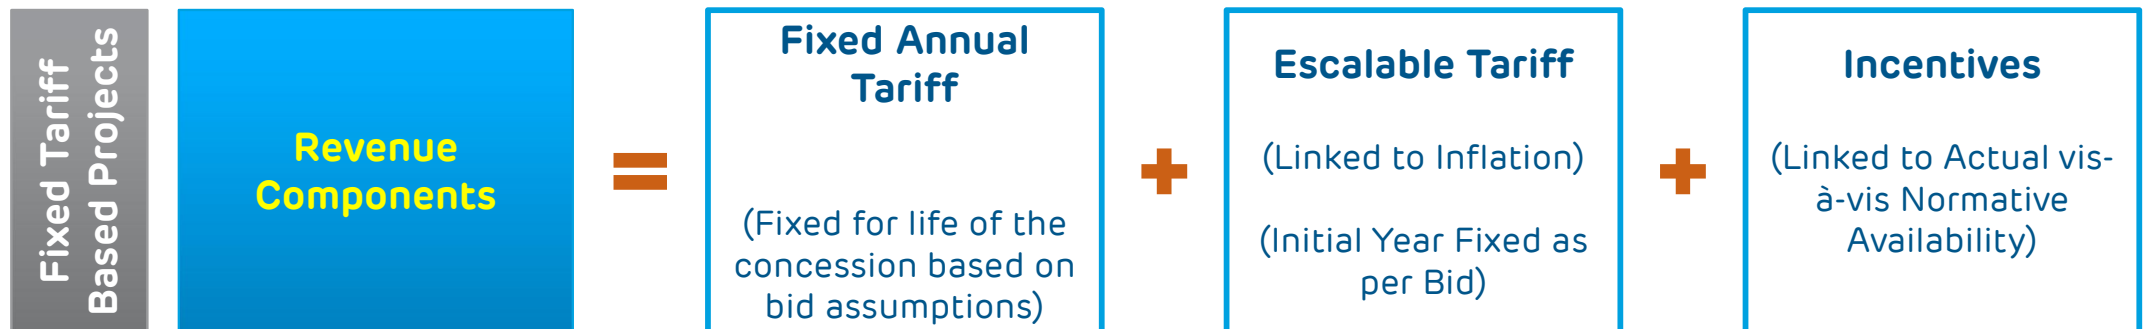 Fixed Tariff
Based Projects
Revenue
Components
=
Fixed Annual
Tariff
(Fixed for life of the
concession based on
bid assumptions)
+
Escalable Tariff
(Linked to Inflation)
(Initial Year Fixed as
per Bid)
+
Incentives
(Linked to Actual vis-
à-vis Normative
Availability)